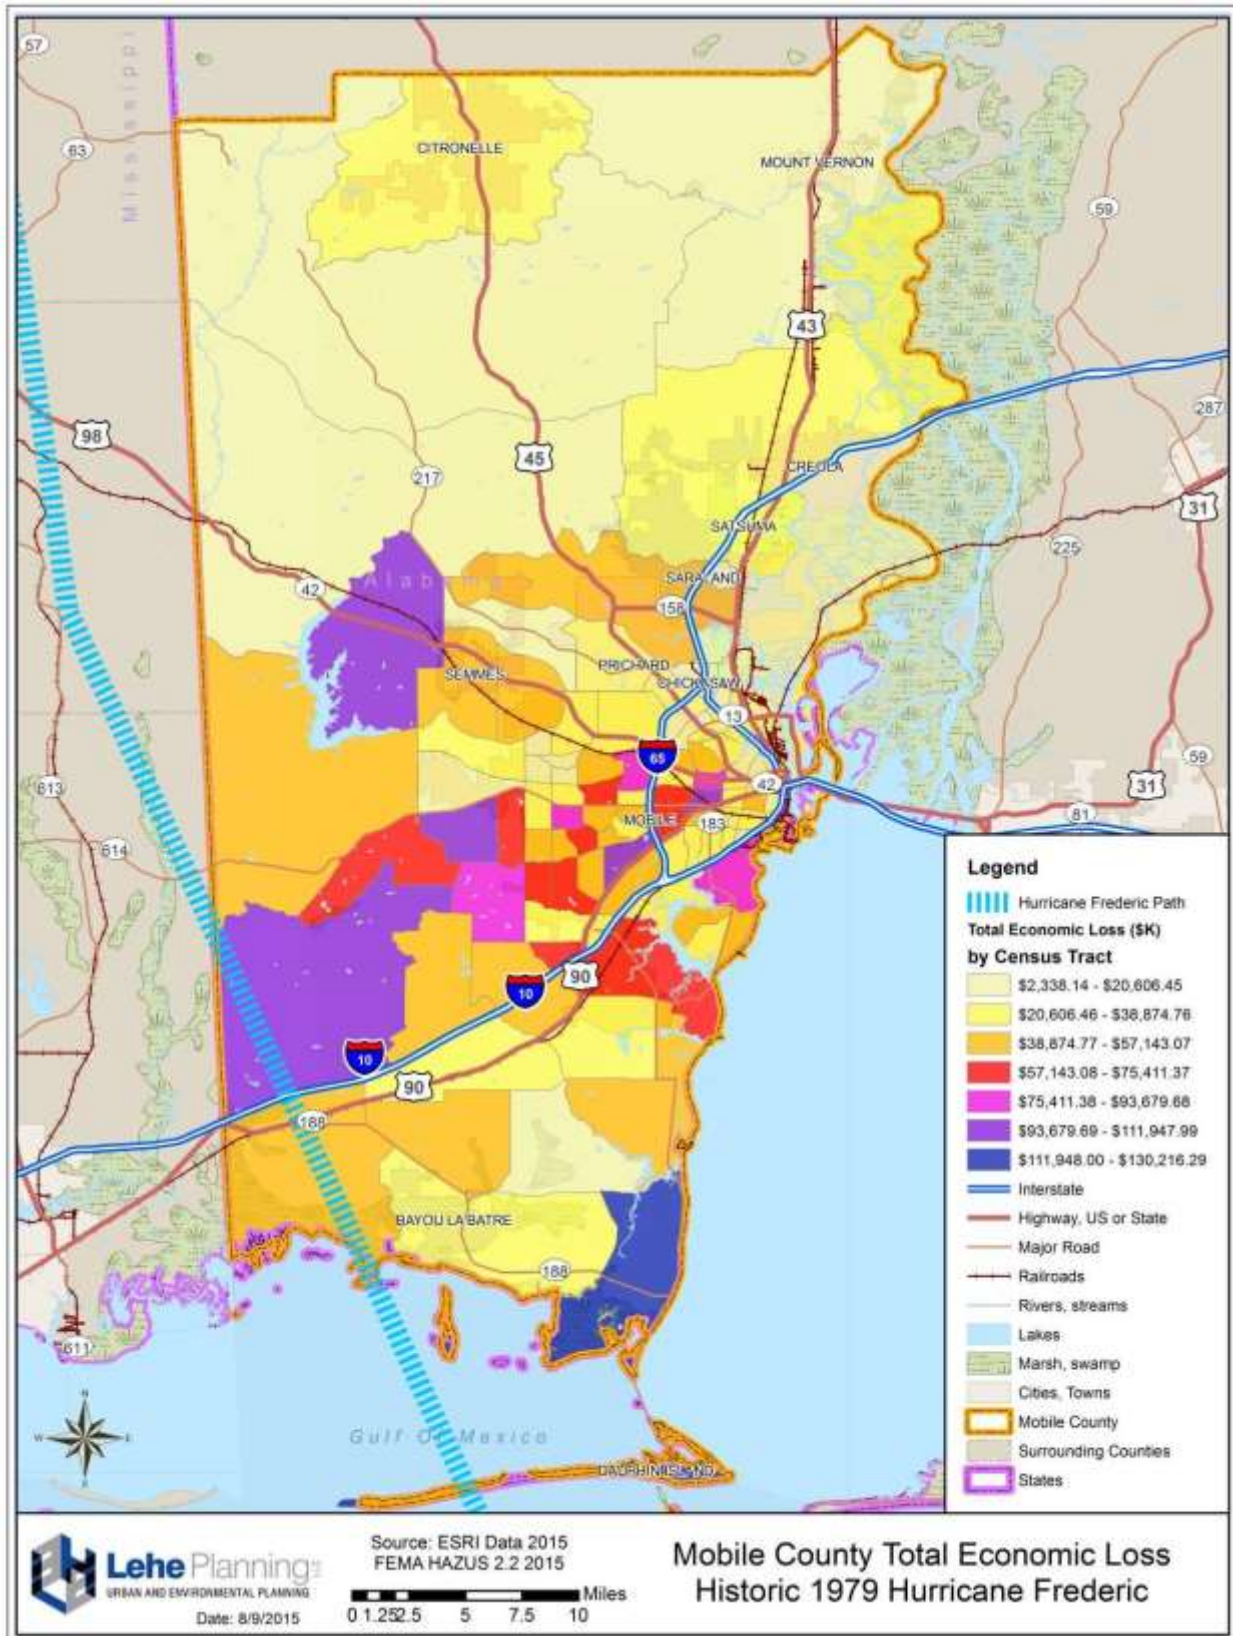 57
63
Mississippi
CITRONELLE
MOUNT VERNON
59
43
98
45
217
287
CREOLA
31
SATSUMA
225
Alabama
42
SARALAND
158
SEMMES
PRICHARD
CHICKASAW
13
65
59
613
42
31
MOBILE
183
81
614
90
10
10
90
188
BAYOU LA BATRE
188
611
N
W
E
S
Gulf Of Mexico
DAUPHIN ISLAND
Legend
Hurricane Frederic Path
Total Economic Loss ($K)
by Census Tract
$2,338.14 - $20,606.45
$20,606.46 - $38,874.76
$38,874.77 - $57,143.07
$57,143.08 - $75,411.37
$75,411.38 - $93,679.68
$93,679.69 - $111,947.99
$111,948.00 - $130,216.29
Interstate
Highway, US or State
Major Road
Railroads
Rivers, streams
Lakes
Marsh, swamp
Cities, Towns
Mobile County
Surrounding Counties
States
Lehe Planning
URBAN AND ENVIRONMENTAL PLANNING
Date: 8/9/2015
Source: ESRI Data 2015
FEMA HAZUS 2.2 2015
Miles
0 1.25 2.5 5 7.5 10
Mobile County Total Economic Loss
Historic 1979 Hurricane Frederic